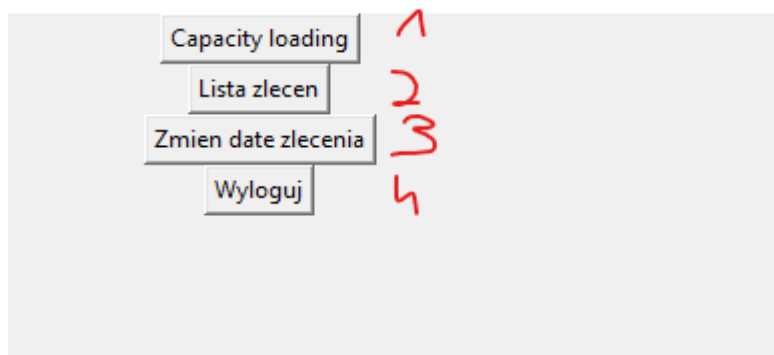 Capacity loading 1
Lista zlecen 2
Zmien date zlecenia 3
Wyloguj 4